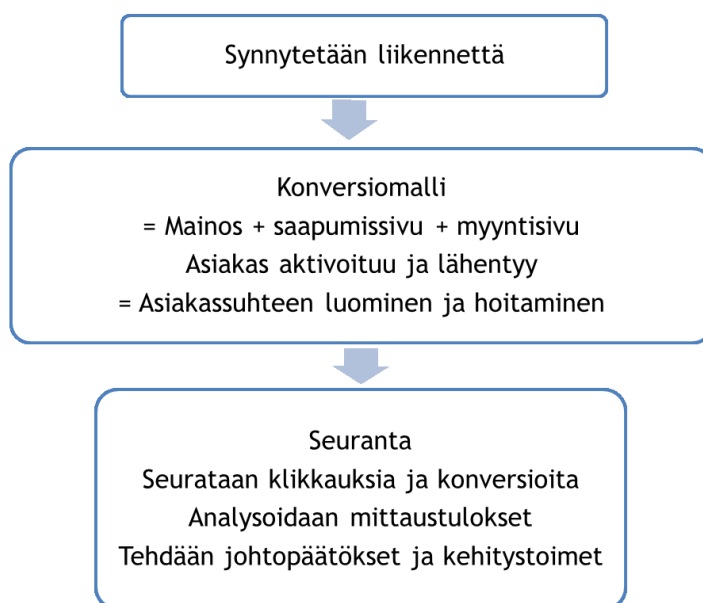 Synnytetään liikennettä
Konversiomalli
= Mainos + saapumissivu + myyntisivu
Asiakas aktivoituu ja lähentyy
= Asiakassuhteen luominen ja hoitaminen
Seuranta
Seurataan klikkauksia ja konversioita
Analysoidaan mittaustulokset
Tehdään johtopäätökset ja kehitystoimet